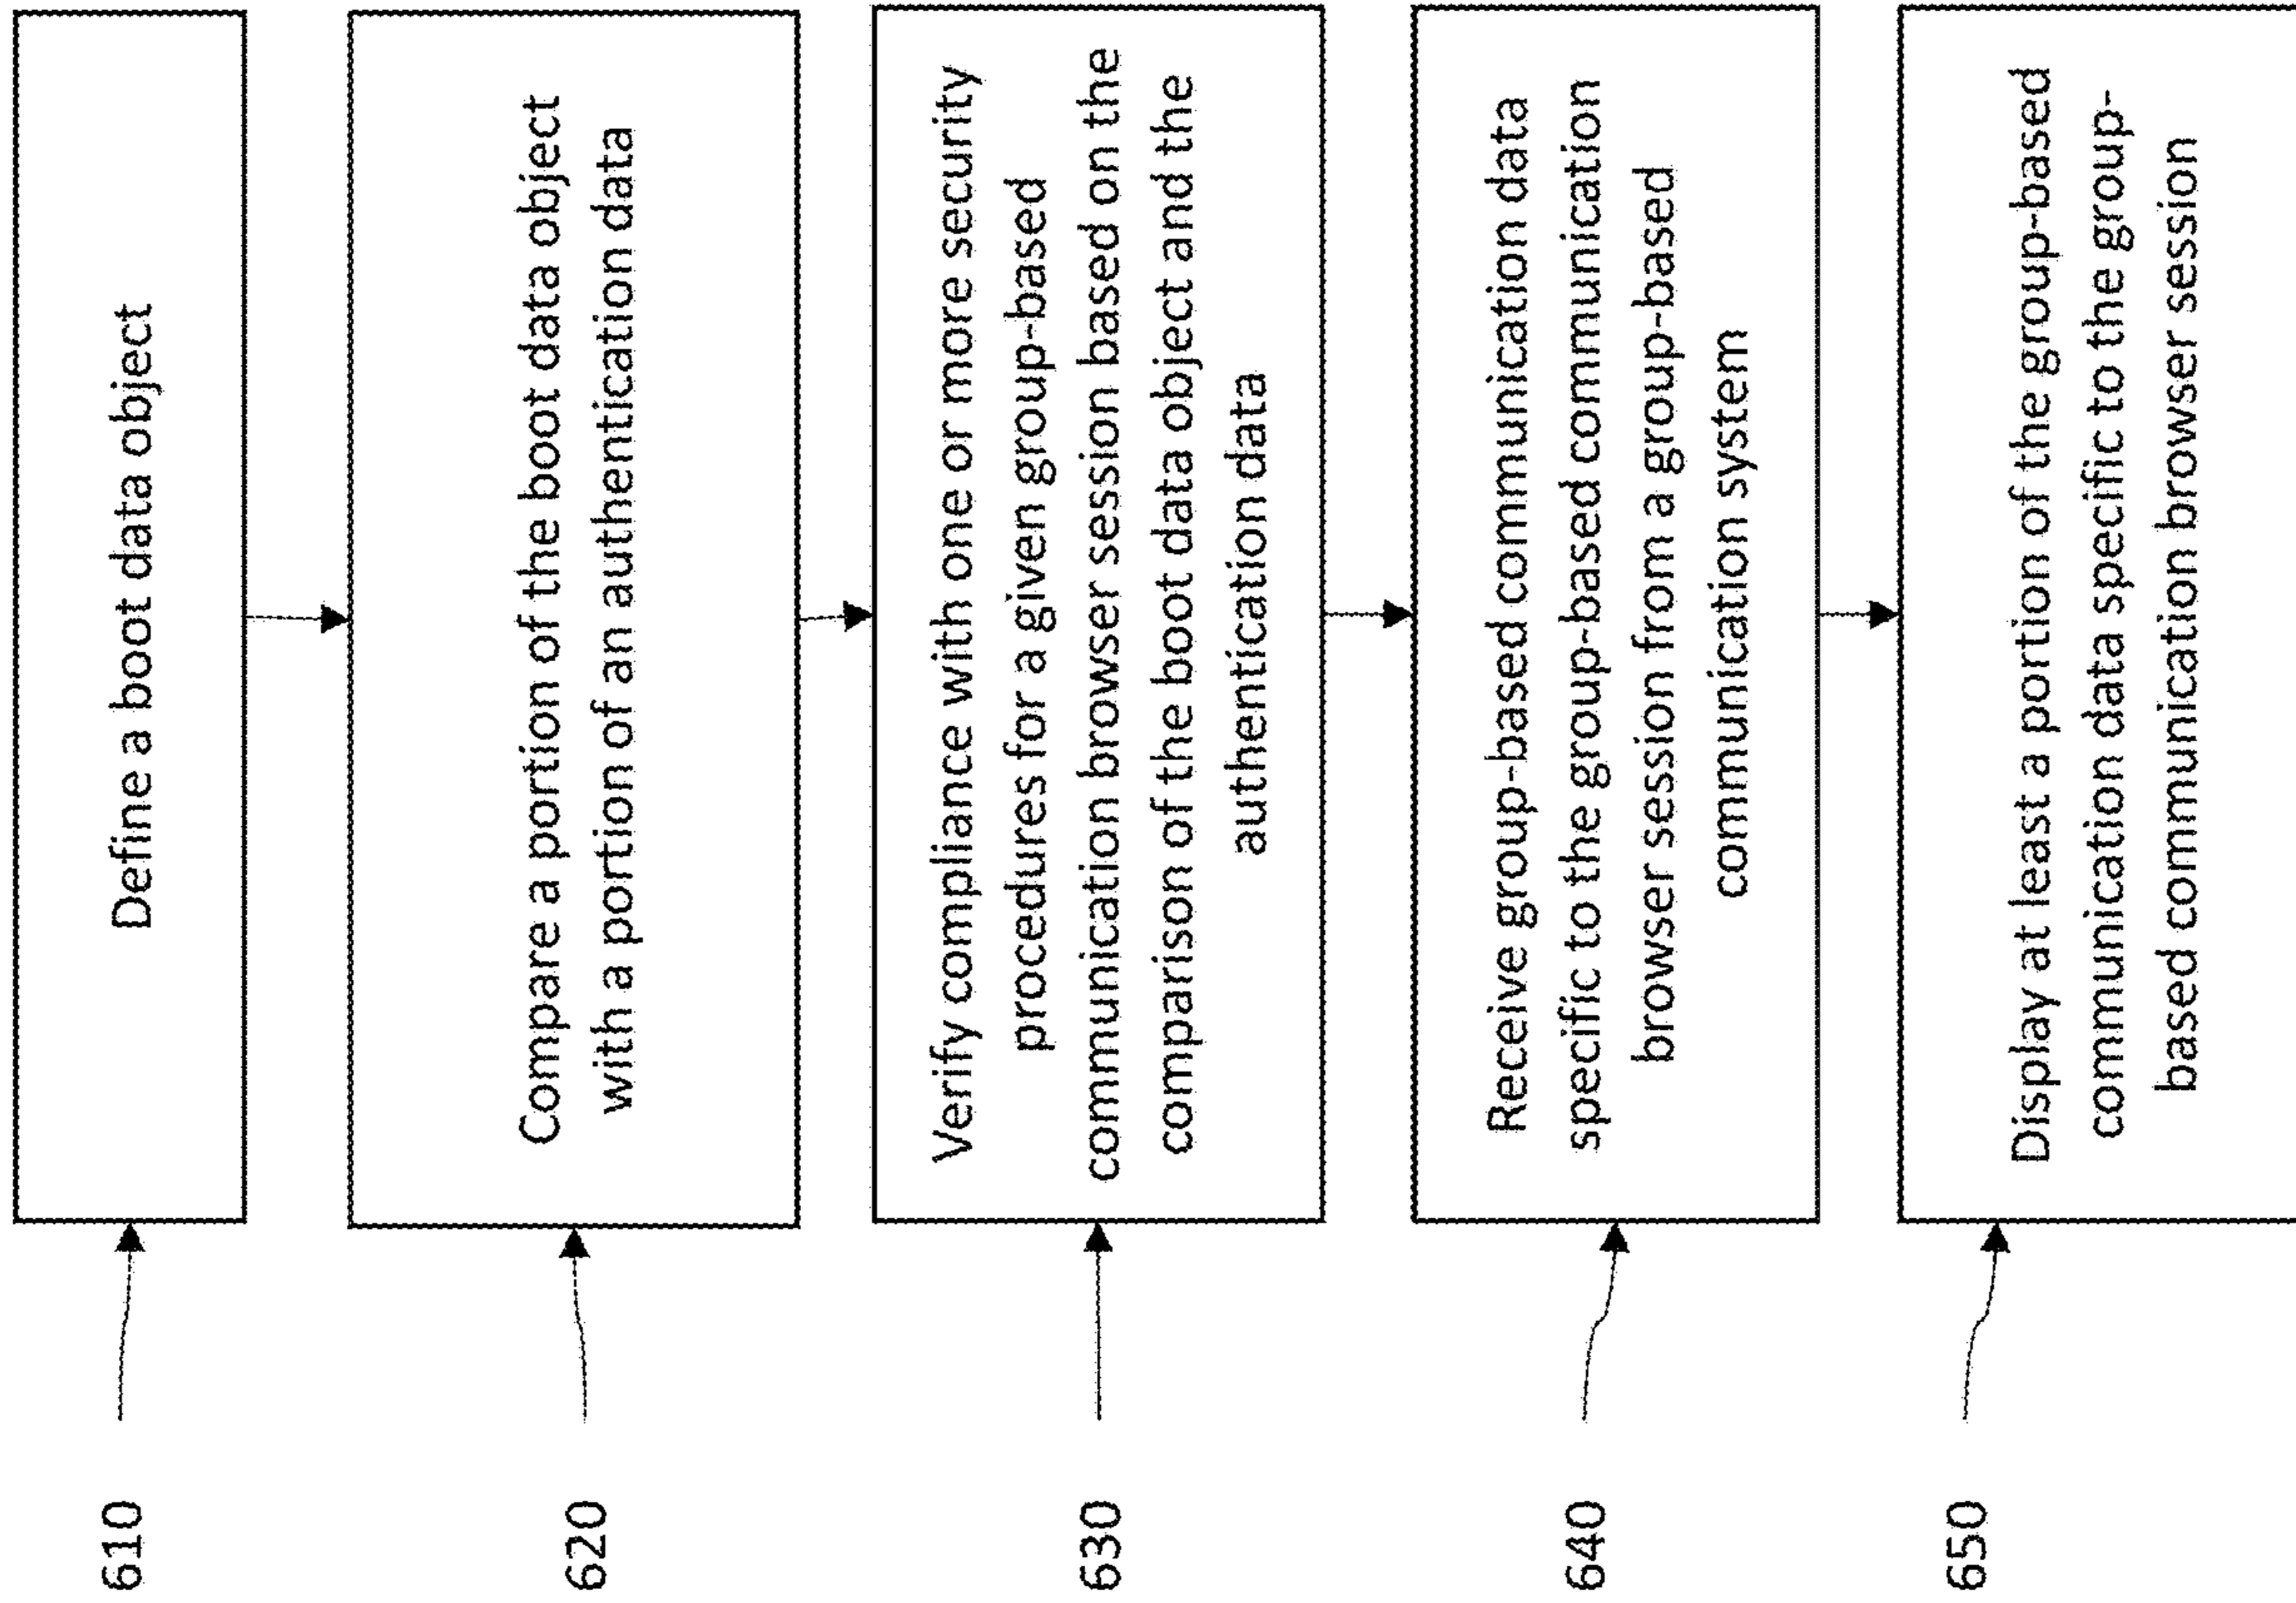 610
Define a boot data object
620
Compare a portion of the boot data object
with a portion of an authentication data
630
Verify compliance with one or more security
procedures for a given group-based
communication browser session based on the
comparison of the boot data object and the
authentication data
640
Receive group-based communication data
specific to the group-based communication
browser session from a group-based
communication system
650
Display at least a portion of the group-based
communication data specific to the group-
based communication browser session